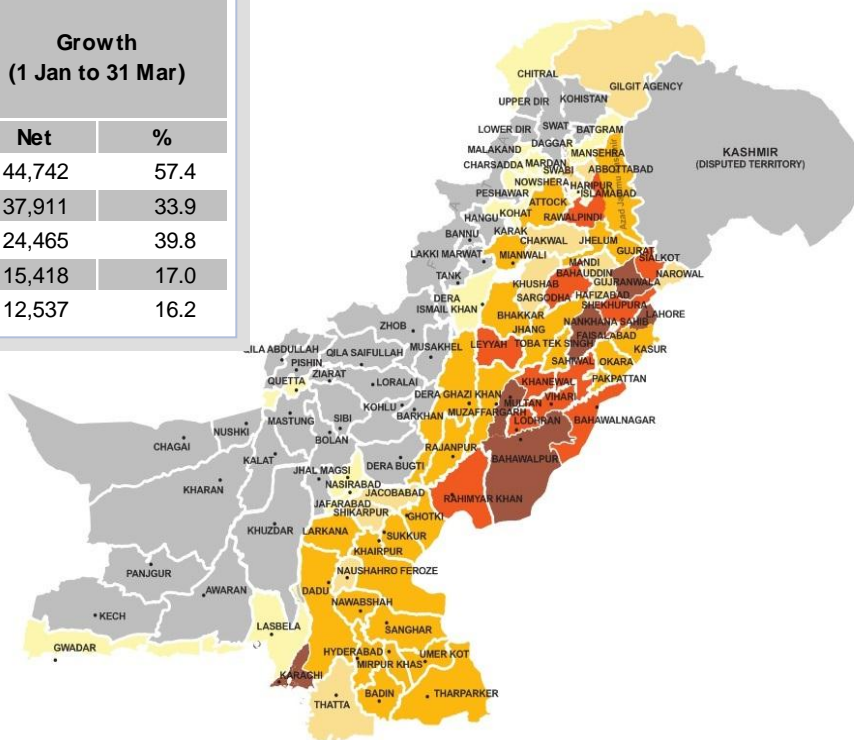 Growth
(1 Jan to 31 Mar)
Net %
44,742 57.4
37,911 33.9
24,465 39.8
15,418 17.0
12,537 16.2
CHITRAL
GILGIT AGENCY
UPPER DIR
KOHISTAN
LOWER DIR
SWAT
BATGRAM
DAGGAR
MALAKAND
MANSEHRA
KASHMIR
(DISPUTED TERRITORY)
CHARSADDA
MARDAN
SWABI
ABBOTTABAD
NOWSHERA
HARIPUR
PESHAWAR
ISLAMABAD
ATTOCK
RAWALPINDI
HANGU
KOHAT
KARAK
BANNU
CHAKWAL
JHELUM
LAKKI MARWAT
MIANWALI
GUJRAT
SIALKOT
TANK
MANDI
BAHAUDDIN
KHUSHAB
GUJRANWALA
NAROWAL
DERA
ISMAIL KHAN
SARGODHA
HAFIZABAD
SHEKHUPURA
BHAKKAR
NANKHANA SAHIB
LAHORE
ZHOB
JHANG
FAISALABAD
MUSAKHEL
LEYYAH
TOBA TEK SINGH
KASUR
QILA SAIFULLAH
SAHIWAL
OKARA
PISHIN
ZIARAT
QUETTA
LORALAI
KHANEWAL
PAKPATTAN
DERA GHAZI KHAN
MULTAN
VIHARI
KOHLU
BARKHAN
MUZAFFARGARH
NUSHKI
MASTUNG
SIBI
LODHRAN
BAHAWALNAGAR
BOLAN
CHAGAI
RAJANPUR
KALAT
DERA BUGTI
BAHAWALPUR
JHAL MAGSI
NASIRABAD
KHARAN
JACOBABAD
RAHIMYAR KHAN
JAFARABAD
SHIKARPUR
GHOTKI
KHUZDAR
LARKANA
SUKKUR
KHAIRPUR
PANJGUR
NAUSHAHRO FEROZE
AWARAN
DADU
NAWABSHAH
KECH
LASBELA
SANGHAR
GWADAR
HYDERABAD
UMER KOT
MIRPUR KHAS
KARACHI
BADIN
THARPARKER
THATTA